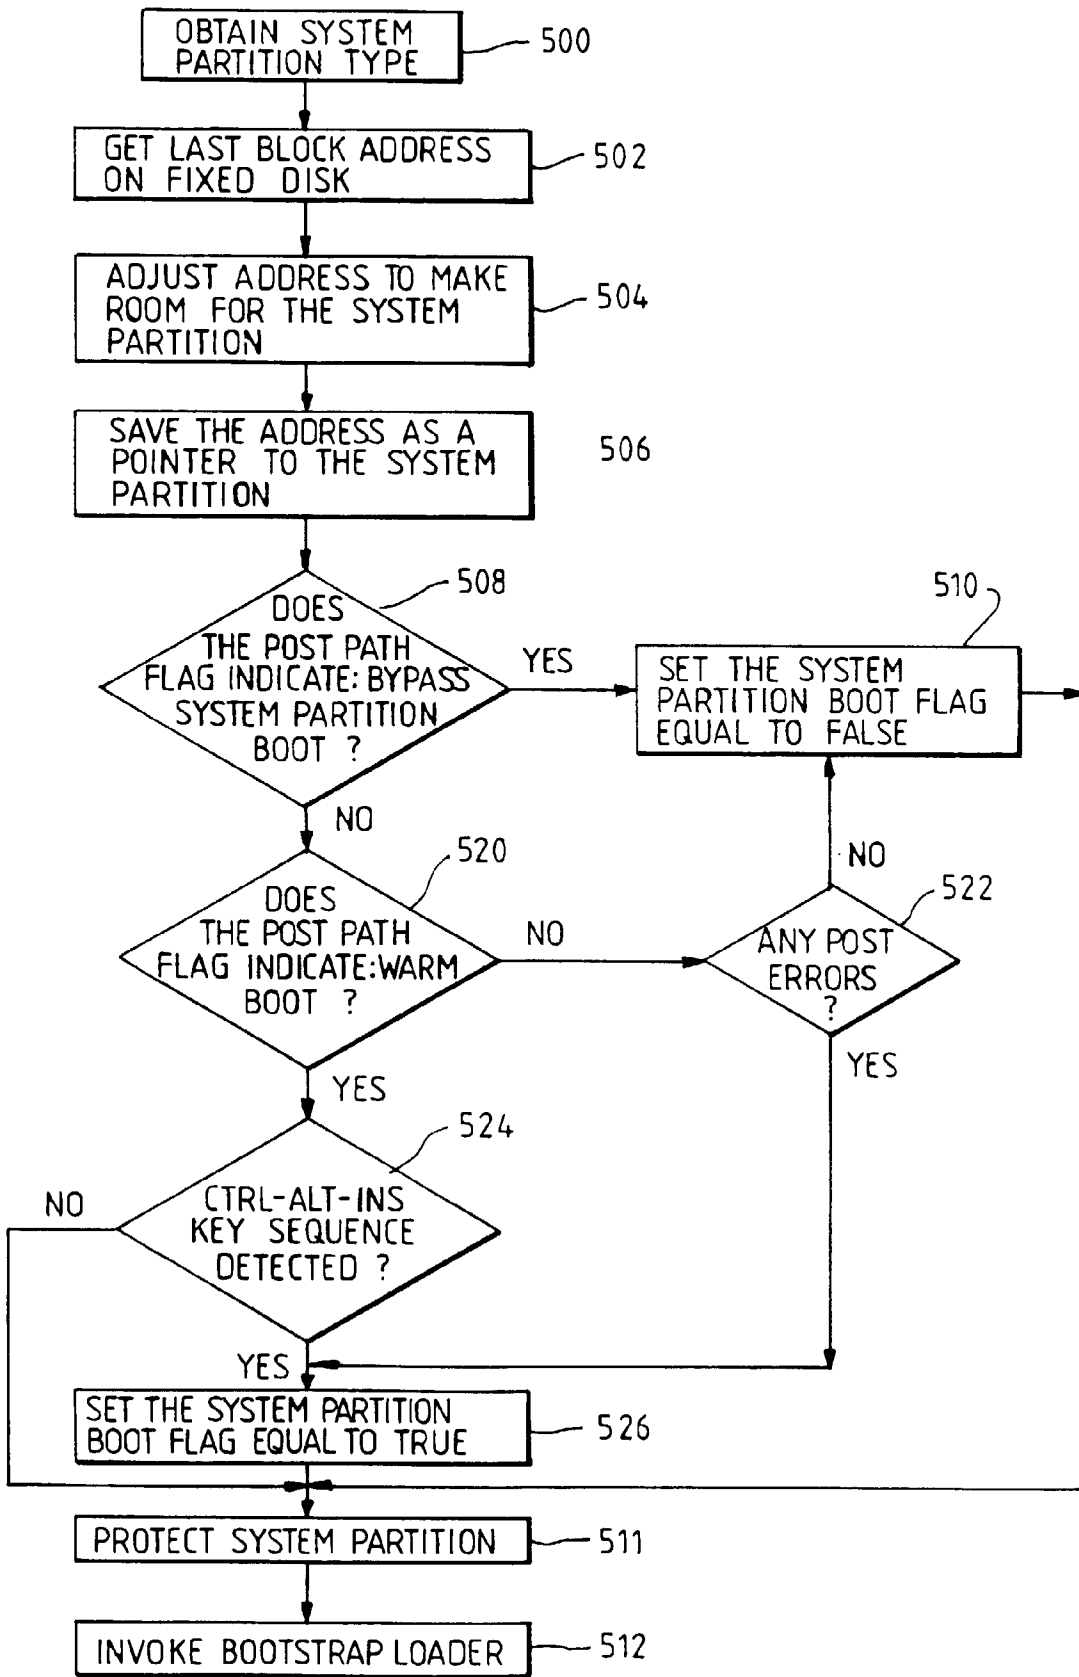 OBTAIN SYSTEM
PARTITION TYPE
500
GET LAST BLOCK ADDRESS
ON FIXED DISK
502
ADJUST ADDRESS TO MAKE
ROOM FOR THE SYSTEM
PARTITION
504
SAVE THE ADDRESS AS A
POINTER TO THE SYSTEM
PARTITION
506
508
DOES
THE POST PATH
FLAG INDICATE: BYPASS
SYSTEM PARTITION
BOOT ?
YES
510
SET THE SYSTEM
PARTITION BOOT FLAG
EQUAL TO FALSE
NO
520
DOES
THE POST PATH
FLAG INDICATE: WARM
BOOT ?
NO
NO
522
ANY POST
ERRORS
?
YES
YES
524
CTRL-ALT-INS
KEY SEQUENCE
DETECTED ?
NO
YES
SET THE SYSTEM PARTITION
BOOT FLAG EQUAL TO TRUE
526
PROTECT SYSTEM PARTITION
511
INVOKE BOOTSTRAP LOADER
512